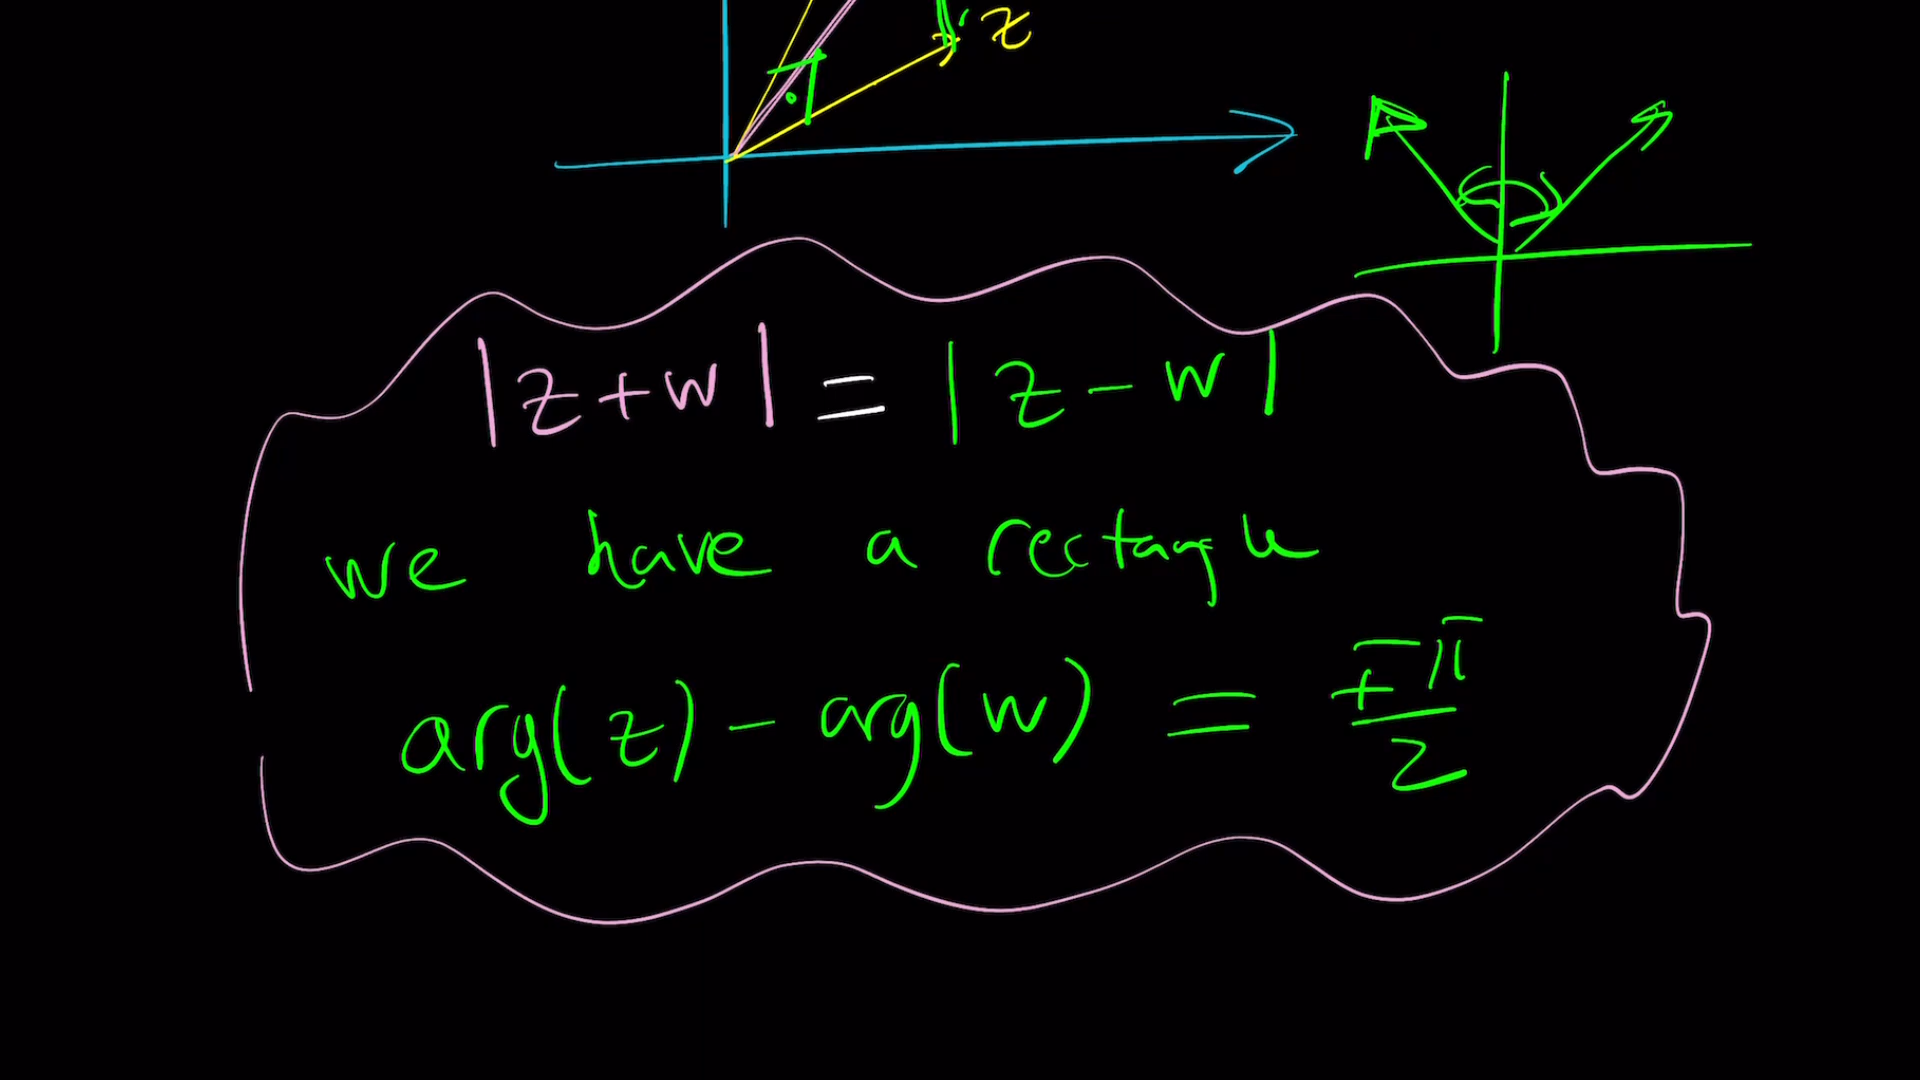 z
|z+w| = |z-w|
we have a rectangle
arg(z) - arg(w) = ∓π/2